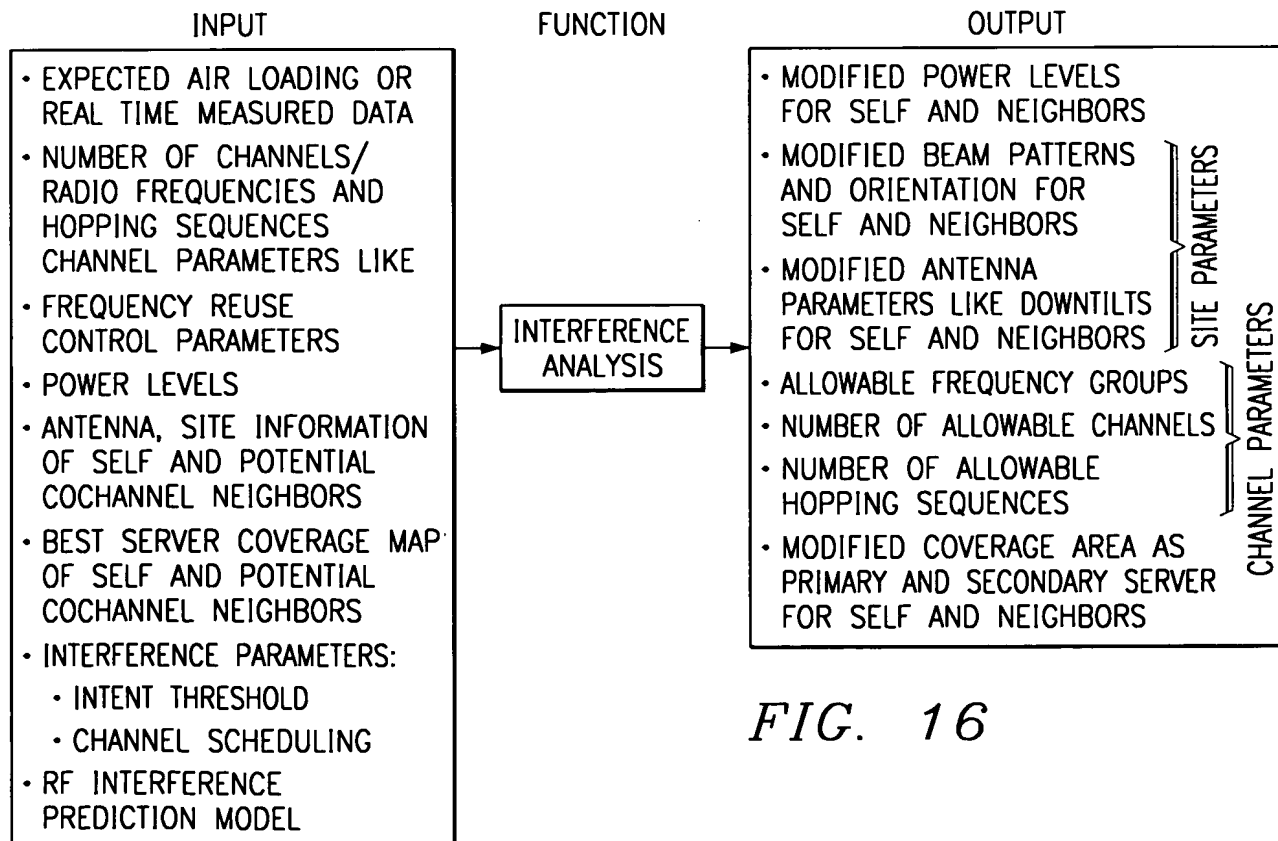 INPUT
• EXPECTED AIR LOADING OR
REAL TIME MEASURED DATA
• NUMBER OF CHANNELS/
RADIO FREQUENCIES AND
HOPPING SEQUENCES
CHANNEL PARAMETERS LIKE
• FREQUENCY REUSE
CONTROL PARAMETERS
• POWER LEVELS
• ANTENNA, SITE INFORMATION
OF SELF AND POTENTIAL
COCHANNEL NEIGHBORS
• BEST SERVER COVERAGE MAP
OF SELF AND POTENTIAL
COCHANNEL NEIGHBORS
• INTERFERENCE PARAMETERS:
• INTENT THRESHOLD
• CHANNEL SCHEDULING
• RF INTERFERENCE
PREDICTION MODEL
FUNCTION
INTERFERENCE
ANALYSIS
OUTPUT
• MODIFIED POWER LEVELS
FOR SELF AND NEIGHBORS
• MODIFIED BEAM PATTERNS
AND ORIENTATION FOR
SELF AND NEIGHBORS
• MODIFIED ANTENNA
PARAMETERS LIKE DOWNTILTS
FOR SELF AND NEIGHBORS
• ALLOWABLE FREQUENCY GROUPS
• NUMBER OF ALLOWABLE CHANNELS
• NUMBER OF ALLOWABLE
HOPPING SEQUENCES
• MODIFIED COVERAGE AREA AS
PRIMARY AND SECONDARY SERVER
FOR SELF AND NEIGHBORS
SITE PARAMETERS
CHANNEL PARAMETERS
FIG. 16